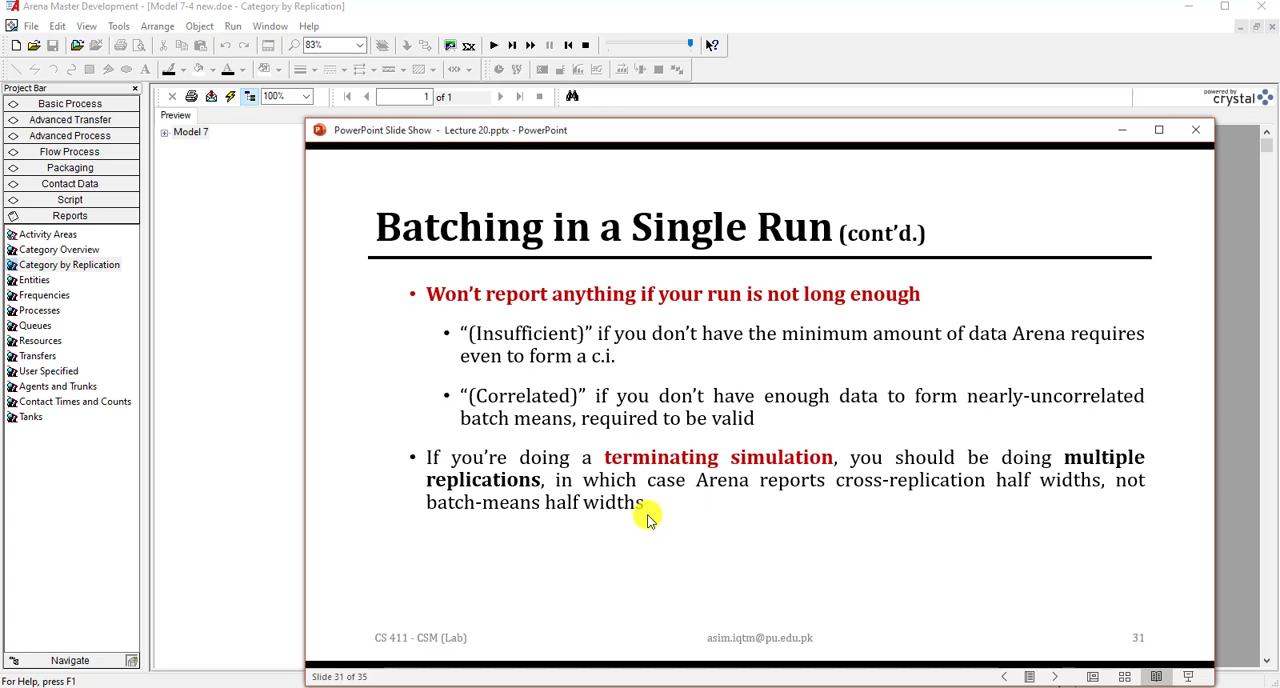 Arena Master Development - [Model 7-4 new.doe - Category by Replication]
File Edit View Tools Arrange Object Run Window Help
83%
Project Bar
Basic Process
Advanced Transfer
Advanced Process
Flow Process
Packaging
Contact Data
Script
Reports
Activity Areas
Category Overview
Category by Replication
Entities
Frequencies
Processes
Queues
Resources
Transfers
User Specified
Agents and Trunks
Contact Times and Counts
Tanks
Navigate
For Help, press F1
100% 1 of 1
powered by
crystal
Preview
Model 7
PowerPoint Slide Show - Lecture 20.pptx - PowerPoint
Batching in a Single Run (cont’d.)
• Won’t report anything if your run is not long enough
• “(Insufficient)” if you don’t have the minimum amount of data Arena requires
even to form a c.i.
• “(Correlated)” if you don’t have enough data to form nearly-uncorrelated
batch means, required to be valid
• If you’re doing a terminating simulation, you should be doing multiple
replications, in which case Arena reports cross-replication half widths, not
batch-means half widths
CS 411 - CSM (Lab) asim.iqtm@pu.edu.pk 31
Slide 31 of 35